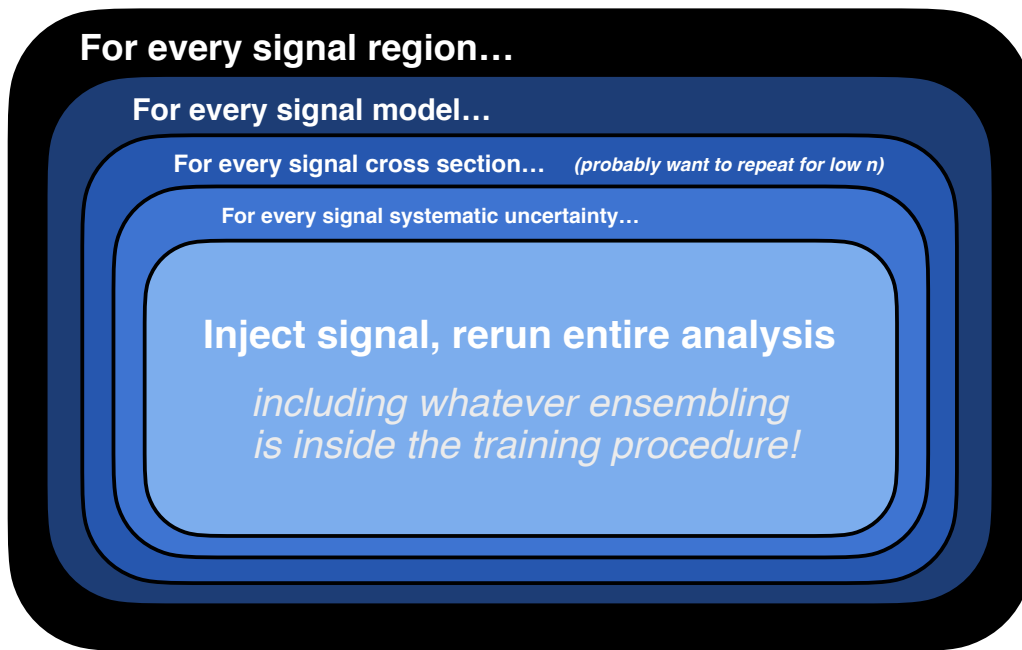 For every signal region…
For every signal model…
For every signal cross section… (probably want to repeat for low n)
For every signal systematic uncertainty…
Inject signal, rerun entire analysis
including whatever ensembling
is inside the training procedure!